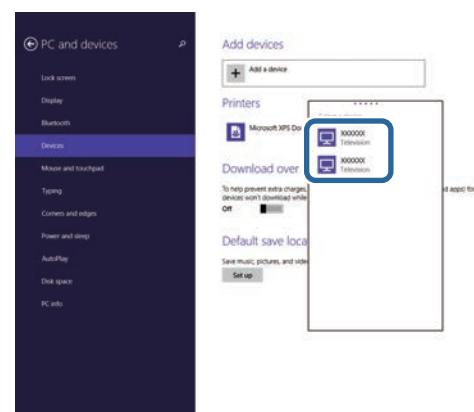 PC and devices
Lock screen
Display
Bluetooth
Devices
Mouse and touchpad
Typing
Corners and edges
Power and sleep
AutoPlay
Disk space
PC info
Add devices
Add a device
Printers
Microsoft XPS Do
XXXXXX
Television
XXXXXX
Television
Download over
To help prevent extra charges,
d apps) for
devices won't download while
Off
Default save loca
Save music, pictures, and vide
Set up